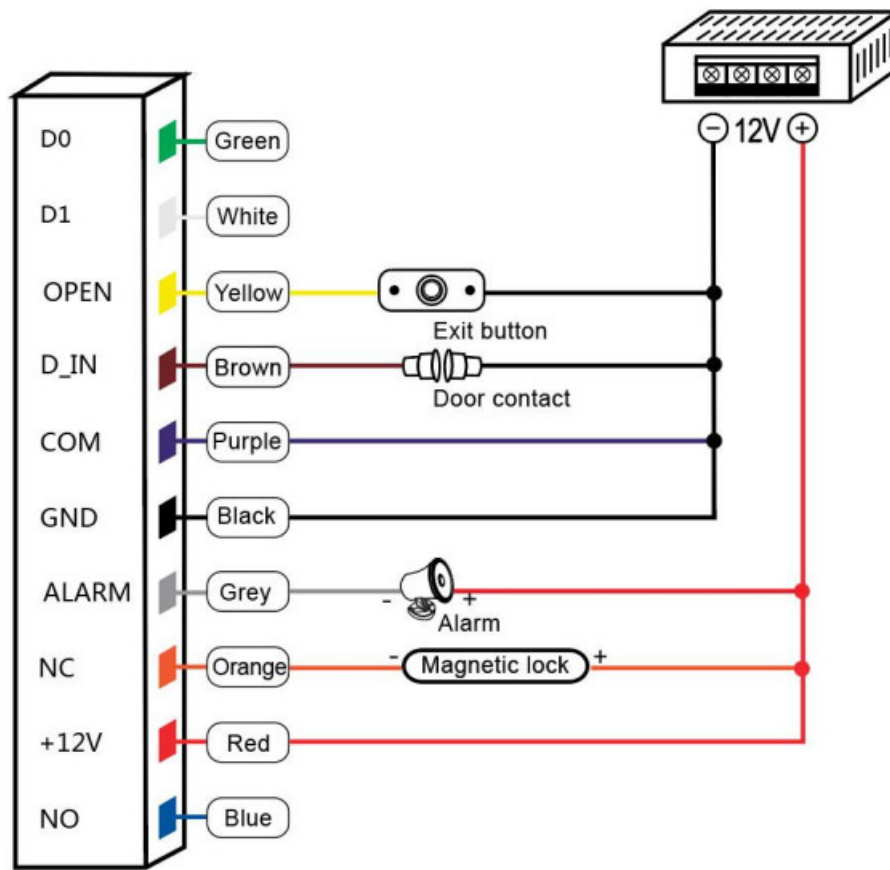 ⊖ 12V ⊕
D0 Green
D1 White
OPEN Yellow
Exit button
D_IN Brown
Door contact
COM Purple
GND Black
ALARM Grey - +
Alarm
NC Orange - Magnetic lock +
+12V Red
NO Blue